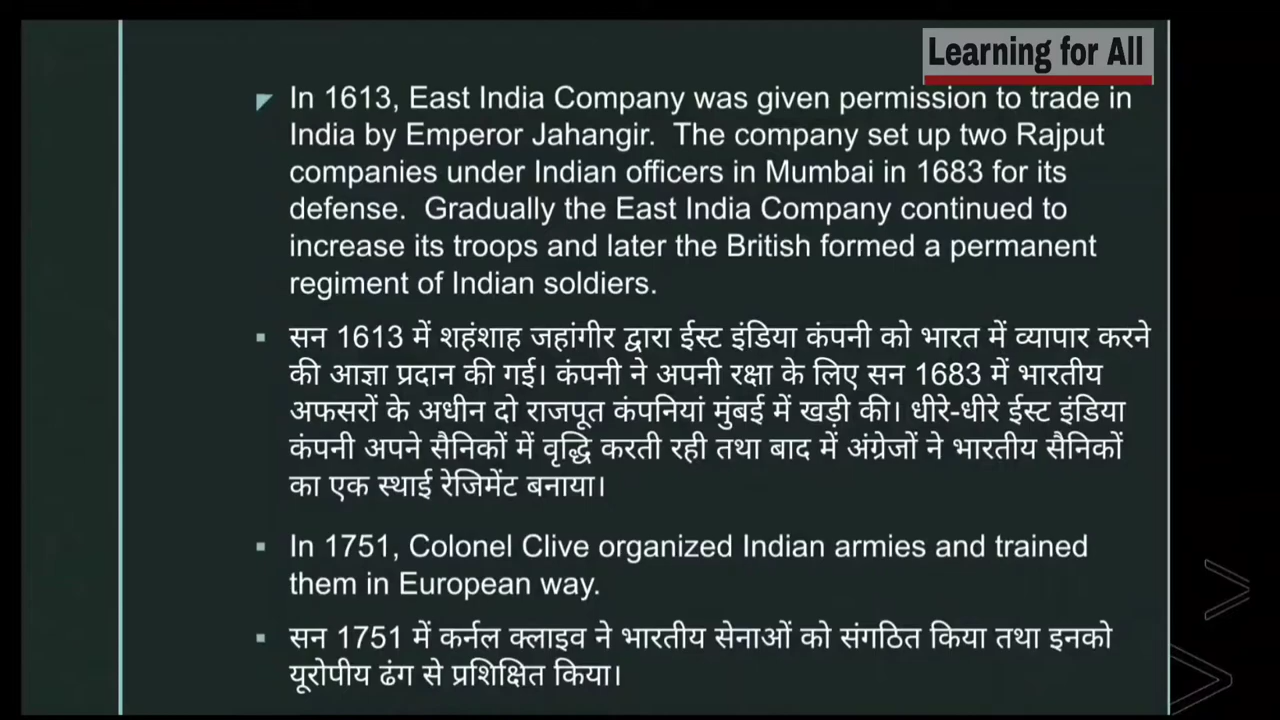 Learning for All
In 1613, East India Company was given permission to trade in
India by Emperor Jahangir. The company set up two Rajput
companies under Indian officers in Mumbai in 1683 for its
defense. Gradually the East India Company continued to
increase its troops and later the British formed a permanent
regiment of Indian soldiers.
सन 1613 में शहंशाह जहांगीर द्वारा ईस्ट इंडिया कंपनी को भारत में व्यापार करने
की आज्ञा प्रदान की गई। कंपनी ने अपनी रक्षा के लिए सन 1683 में भारतीय
अफसरों के अधीन दो राजपूत कंपनियां मुंबई में खड़ी की। धीरे-धीरे ईस्ट इंडिया
कंपनी अपने सैनिकों में वृद्धि करती रही तथा बाद में अंग्रेजों ने भारतीय सैनिकों
का एक स्थाई रेजिमेंट बनाया।
In 1751, Colonel Clive organized Indian armies and trained
them in European way.
सन 1751 में कर्नल क्लाइव ने भारतीय सेनाओं को संगठित किया तथा इनको
यूरोपीय ढंग से प्रशिक्षित किया।